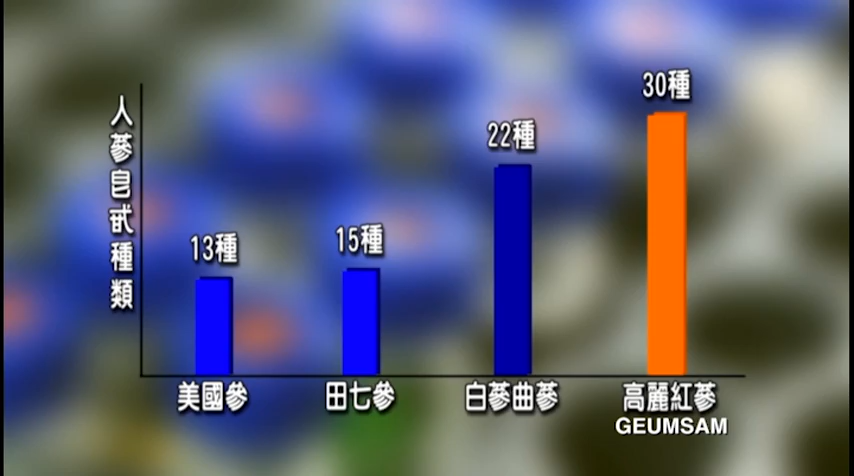 人蔘皂甙種類
13種
15種
22種
30種
美國參
田七參
白蔘曲蔘
高麗紅蔘
GEUMSAM